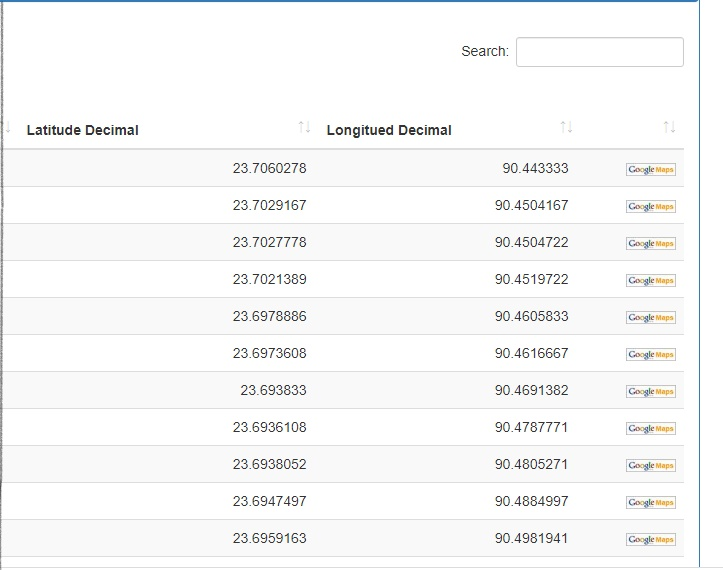 Search:
Latitude Decimal Longitued Decimal
23.7060278 90.443333 Google Maps
23.7029167 90.4504167 Google Maps
23.7027778 90.4504722 Google Maps
23.7021389 90.4519722 Google Maps
23.6978886 90.4605833 Google Maps
23.6973608 90.4616667 Google Maps
23.693833 90.4691382 Google Maps
23.6936108 90.4787771 Google Maps
23.6938052 90.4805271 Google Maps
23.6947497 90.4884997 Google Maps
23.6959163 90.4981941 Google Maps